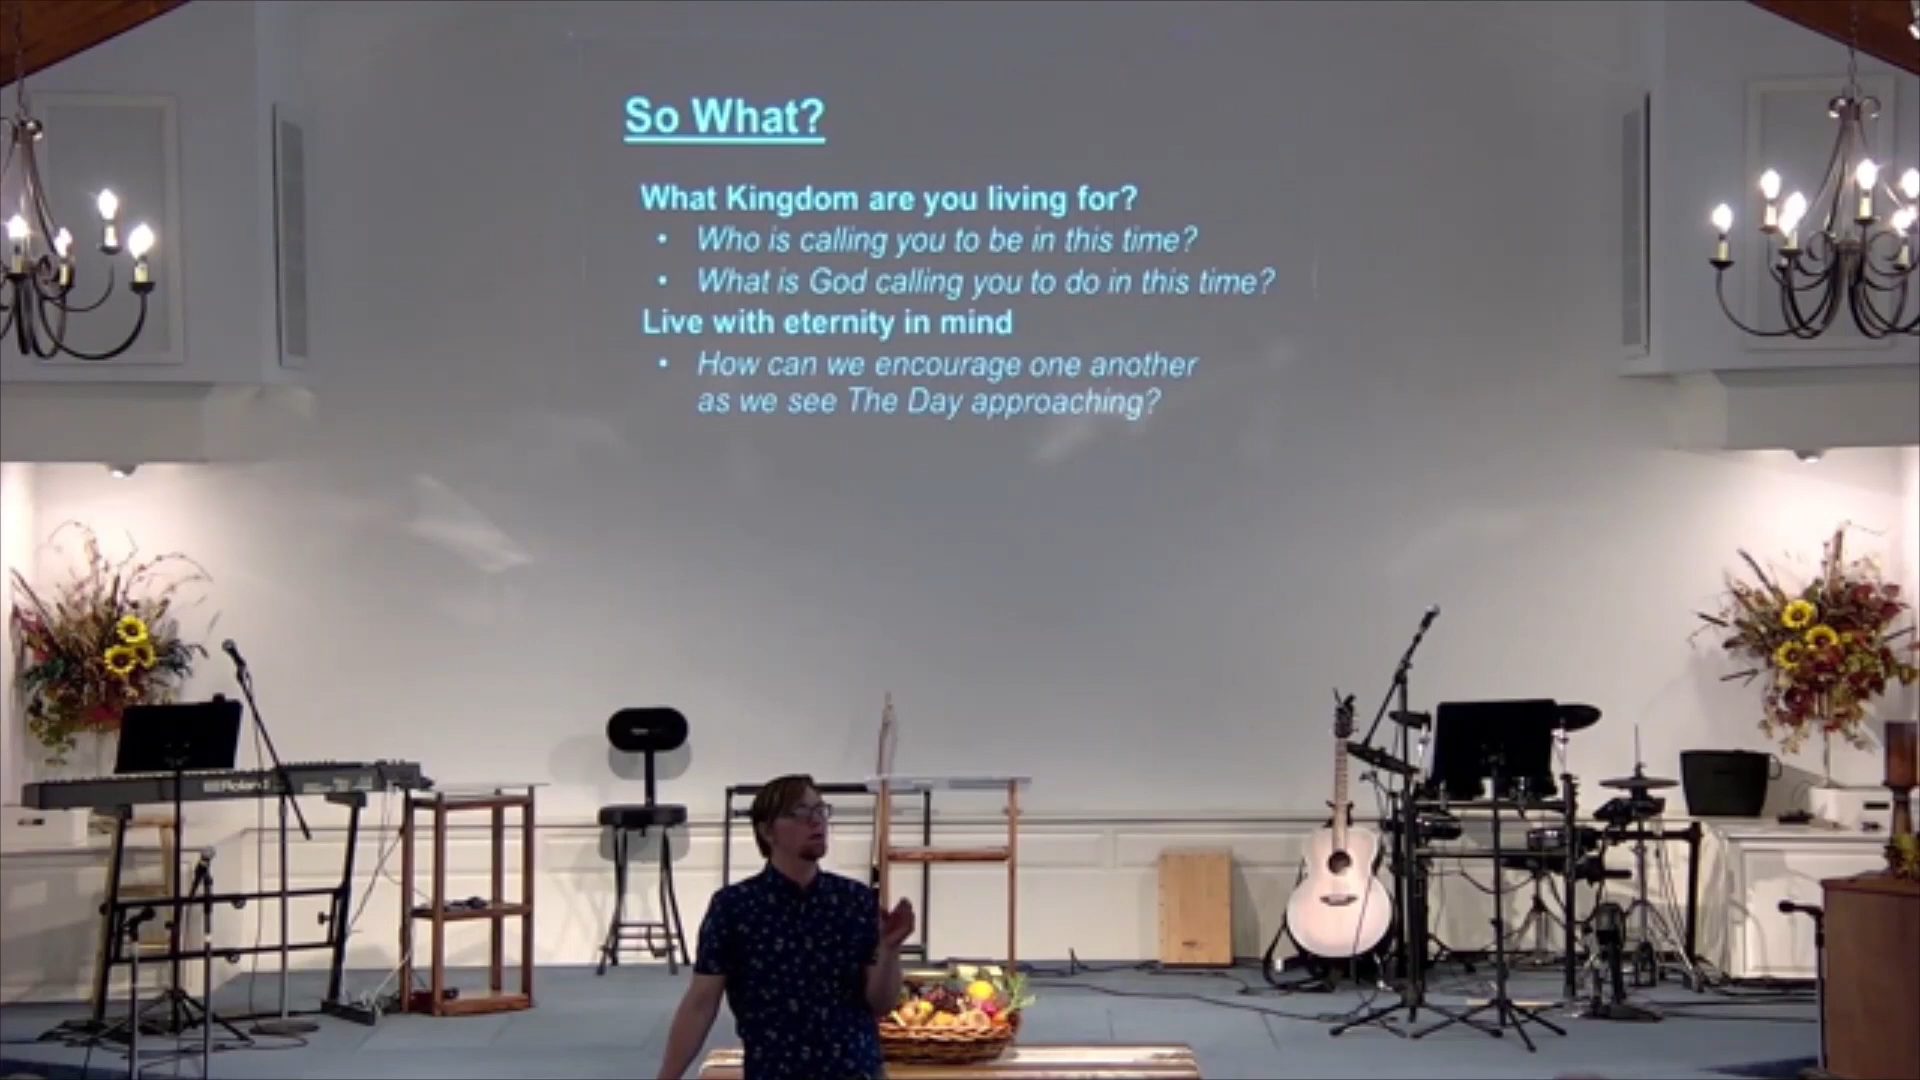 So What?
What Kingdom are you living for?
• Who is calling you to be in this time?
• What is God calling you to do in this time?
Live with eternity in mind
• How can we encourage one another
as we see The Day approaching?
Roland